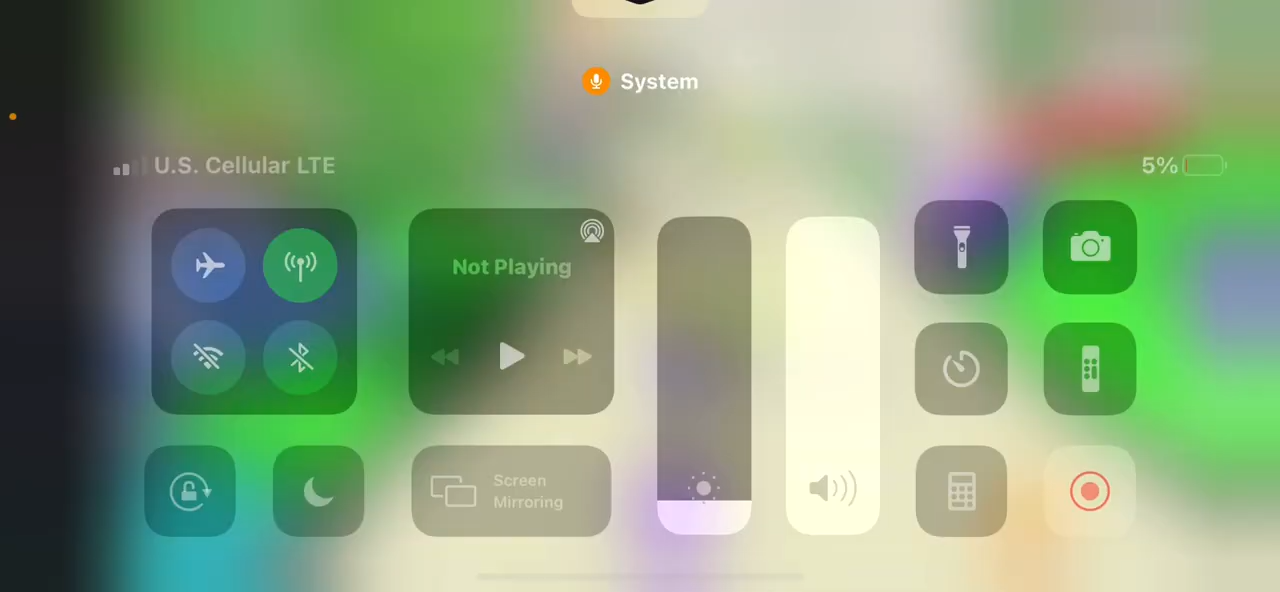 System
U.S. Cellular LTE
5%
Not Playing
Screen
Mirroring